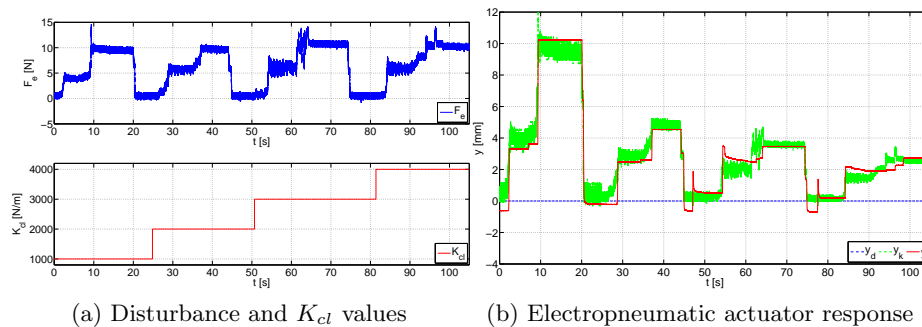 15
10
5
0
−5
F_e [N]
0 10 20 30 40 50 60 70 80 90 100
t [s]
F_e
4000
3000
2000
1000
K_cl [N/m]
0 10 20 30 40 50 60 70 80 90 100
t [s]
K_cl
(a) Disturbance and K_cl values
12
10
8
6
4
2
0
−2
−4
y [mm]
0 10 20 30 40 50 60 70 80 90 100
t [s]
y_d y_k
(b) Electropneumatic actuator response